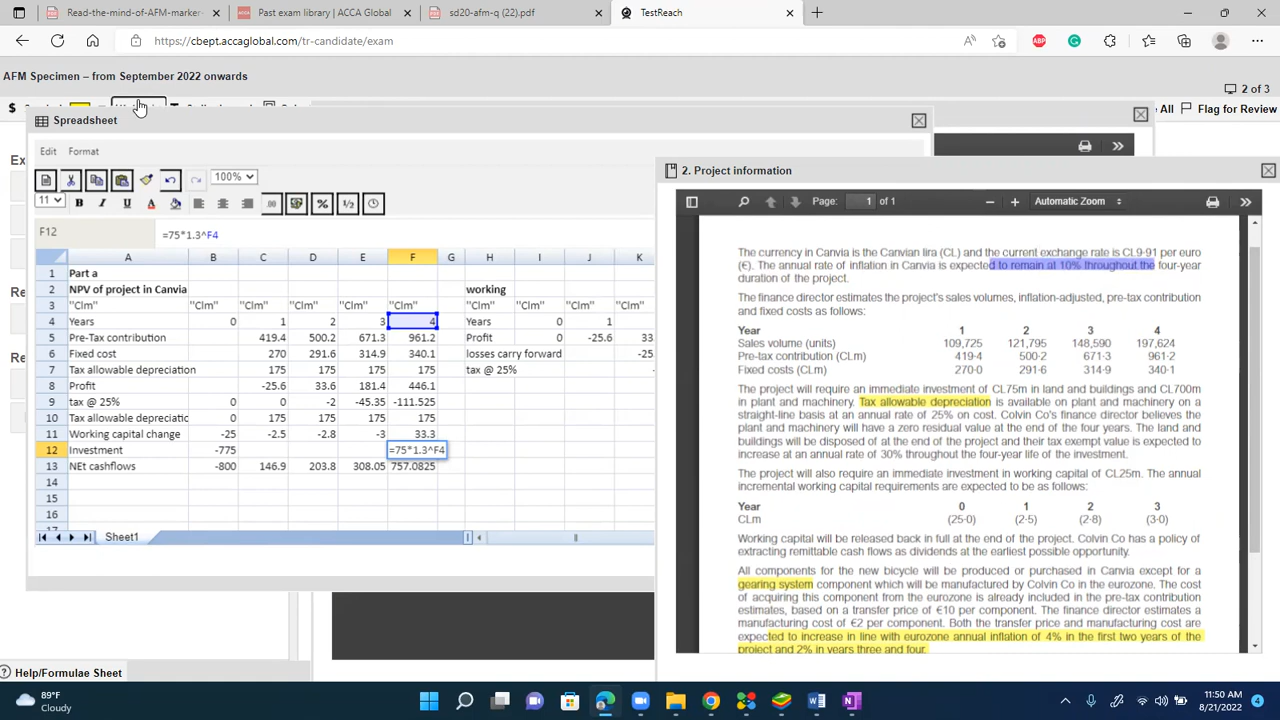 Read-the-mind-of-AFM-marker-
Past exam library | ACCA Global
sd20-afm-q (22).pdf
TestReach
https://cbept.accaglobal.com/tr-candidate/exam
ABP
AFM Specimen – from September 2022 onwards
2 of 3
All Flag for Review
Spreadsheet
Edit Format
100%
11 B I U A .00 % 1/2
F12 =75*1.3^F4
A B C D E F G H I J K
1 Part a
2 NPV of project in Canvia working
3 "Clm" "Clm" "Clm" "Clm" "Clm" "Clm" "Clm" "Clm" "Clm" "Clm"
4 Years 0 1 2 3 4 Years 0 1
5 Pre-Tax contribution 419.4 500.2 671.3 961.2 Profit 0 -25.6 33.
6 Fixed cost 270 291.6 314.9 340.1 losses carry forward -25
7 Tax allowable depreciation 175 175 175 175 tax @ 25%
8 Profit -25.6 33.6 181.4 446.1
9 tax @ 25% 0 0 -2 -45.35 -111.525
10 Tax allowable depreciatic 0 175 175 175 175
11 Working capital change -25 -2.5 -2.8 -3 33.3
12 Investment -775 =75*1.3^F4
13 NEt cashflows -800 146.9 203.8 308.05 757.0825
14
15
16
17
Sheet1
2. Project information
Page: 1 of 1
Automatic Zoom
The currency in Canvia is the Canvian lira (CL) and the current exchange rate is CL9·91 per euro
(€). The annual rate of inflation in Canvia is expected to remain at 10% throughout the four-year
duration of the project.
The finance director estimates the project's sales volumes, inflation-adjusted, pre-tax contribution
and fixed costs as follows:
Year 1 2 3 4
Sales volume (units) 109,725 121,795 148,590 197,624
Pre-tax contribution (CLm) 419·4 500·2 671·3 961·2
Fixed costs (CLm) 270·0 291·6 314·9 340·1
The project will require an immediate investment of CL75m in land and buildings and CL700m
in plant and machinery. Tax allowable depreciation is available on plant and machinery on a
straight-line basis at an annual rate of 25% on cost. Colvin Co's finance director believes the
plant and machinery will have a zero residual value at the end of the four years. The land and
buildings will be disposed of at the end of the project and their tax exempt value is expected to
increase at an annual rate of 30% throughout the four-year life of the investment.
The project will also require an immediate investment in working capital of CL25m. The annual
incremental working capital requirements are expected to be as follows:
Year 0 1 2 3
CLm (25·0) (2·5) (2·8) (3·0)
Working capital will be released back in full at the end of the project. Colvin Co has a policy of
extracting remittable cash flows as dividends at the earliest possible opportunity.
All components for the new bicycle will be produced or purchased in Canvia except for a
gearing system component which will be manufactured by Colvin Co in the eurozone. The cost
of acquiring this component from the eurozone is already included in the pre-tax contribution
estimates, based on a transfer price of €10 per component. The finance director estimates a
manufacturing cost of €2 per component. Both the transfer price and manufacturing cost are
expected to increase in line with eurozone annual inflation of 4% in the first two years of the
project and 2% in years three and four.
Ex
Re
Re
Help/Formulae Sheet
89°F
Cloudy
11:50 AM
8/21/2022